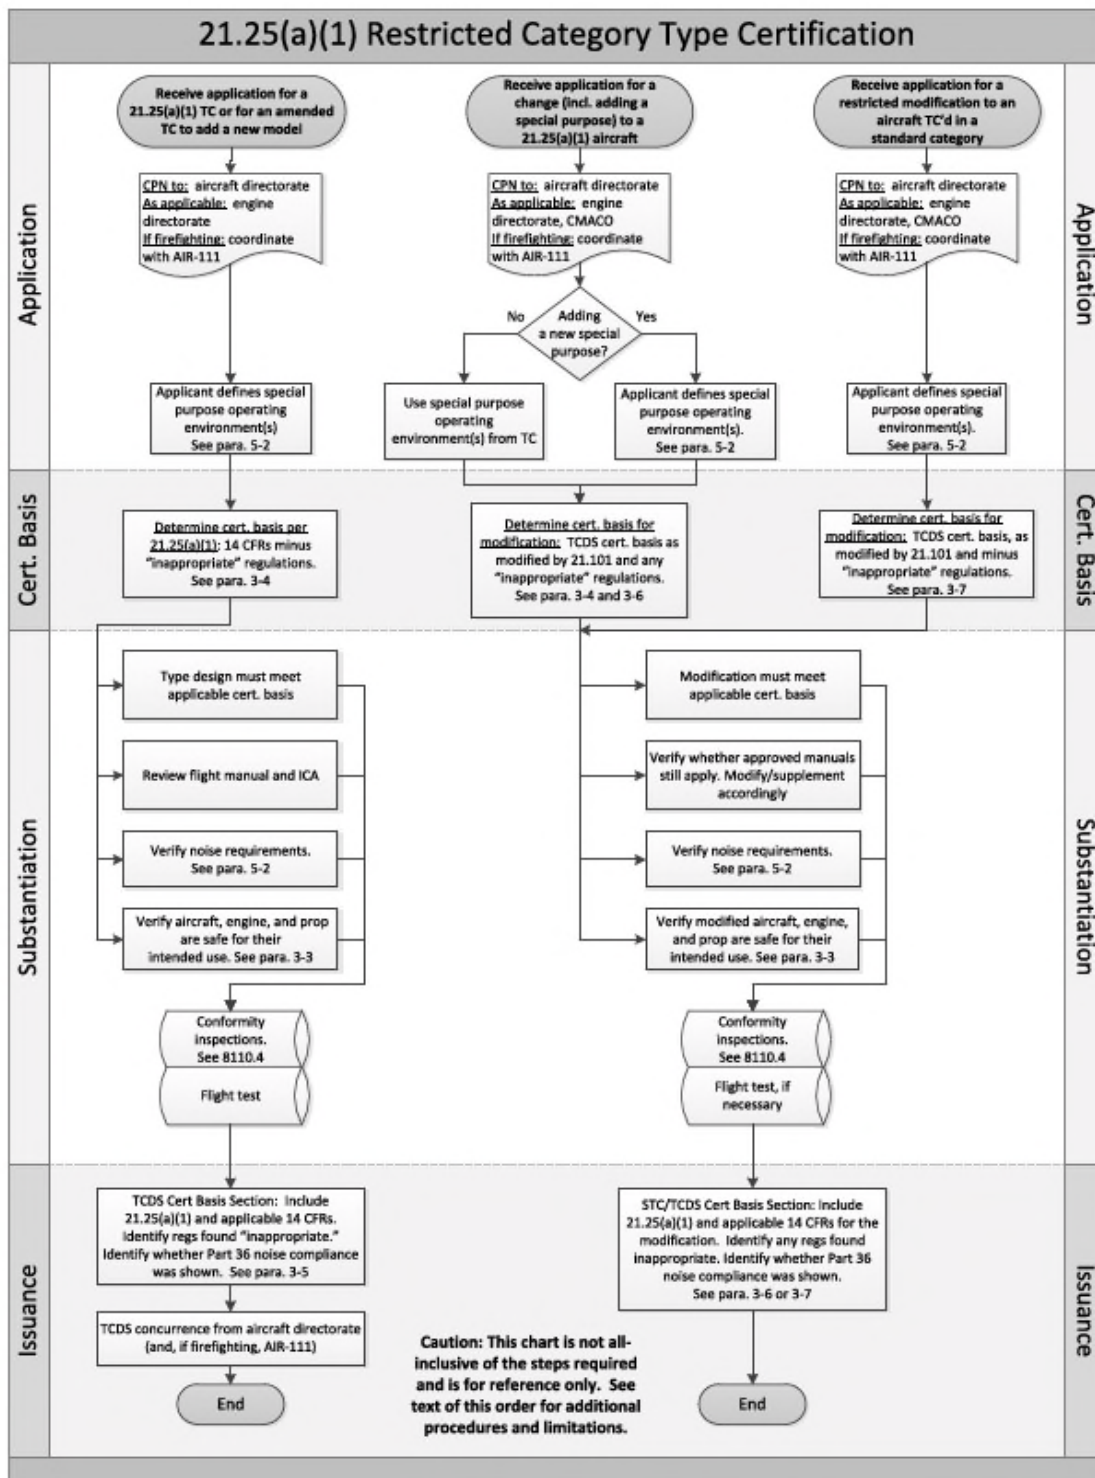 21.25(a)(1) Restricted Category Type Certification
Application
Receive application for a
21.25(a)(1) TC or for an amended
TC to add a new model
Receive application for a
change (incl. adding a
special purpose) to a
21.25(a)(1) aircraft
Receive application for a
restricted modification to an
aircraft TC'd in a
standard category
Application
CPN to: aircraft directorate
As applicable: engine
directorate
If firefighting: coordinate
with AIR-111
CPN to: aircraft directorate
As applicable: engine
directorate, CMACO
If firefighting: coordinate
with AIR-111
CPN to: aircraft directorate
As applicable: engine
directorate, CMACO
If firefighting: coordinate
with AIR-111
No
Adding
a new special
purpose?
Yes
Applicant defines special
purpose operating
environment(s)
See para. 5-2
Use special purpose
operating
environment(s) from TC
Applicant defines special
purpose operating
environment(s).
See para. 5-2
Applicant defines special
purpose operating
environment(s).
See para. 5-2
Cert. Basis
Determine cert. basis per
21.25(a)(1): 14 CFRs minus
"inappropriate" regulations.
See para. 3-4
Determine cert. basis for
modification: TCDS cert. basis as
modified by 21.101 and any
"inappropriate" regulations.
See para. 3-4 and 3-6
Determine cert. basis for
modification: TCDS cert. basis, as
modified by 21.101 and minus
"inappropriate" regulations.
See para. 3-7
Cert. Basis
Substantiation
Type design must meet
applicable cert. basis
Review flight manual and ICA
Verify noise requirements.
See para. 5-2
Verify aircraft, engine, and prop
are safe for their
intended use. See para. 3-3
Conformity
inspections.
See 8110.4
Flight test
Modification must meet
applicable cert. basis
Verify whether approved manuals
still apply. Modify/supplement
accordingly
Verify noise requirements.
See para. 5-2
Verify modified aircraft, engine,
and prop are safe for their
intended use. See para. 3-3
Conformity
inspections.
See 8110.4
Flight test, if
necessary
Substantiation
Issuance
TCDS Cert Basis Section: Include
21.25(a)(1) and applicable 14 CFRs.
Identify regs found "inappropriate."
Identify whether Part 36 noise compliance
was shown. See para. 3-5
TCDS concurrence from aircraft directorate
(and, if firefighting, AIR-111)
End
STC/TCDS Cert Basis Section: Include
21.25(a)(1) and applicable 14 CFRs for the
modification. Identify any regs found
inappropriate. Identify whether Part 36
noise compliance was shown.
See para. 3-6 or 3-7
End
Issuance
Caution: This chart is not all-
inclusive of the steps required
and is for reference only. See
text of this order for additional
procedures and limitations.